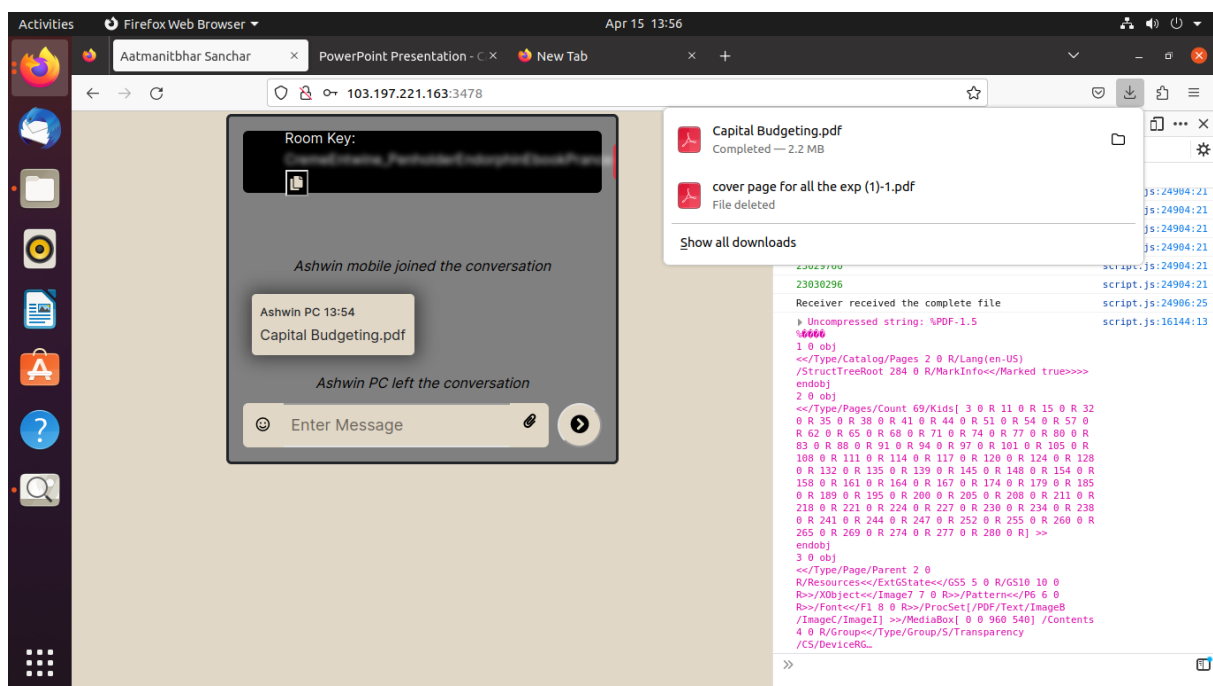 Activities
Firefox Web Browser
Apr 15 13:56
Aatmanitbhar Sanchar
PowerPoint Presentation - C
New Tab
103.197.221.163:3478
Room Key:
Ashwin mobile joined the conversation
Ashwin PC 13:54
Capital Budgeting.pdf
Ashwin PC left the conversation
Enter Message
Capital Budgeting.pdf
Completed — 2.2 MB
cover page for all the exp (1)-1.pdf
File deleted
Show all downloads
js:24904:21
js:24904:21
js:24904:21
js:24904:21
script.js:24904:21
23030296 script.js:24904:21
Receiver received the complete file script.js:24906:25
Uncompressed string: %PDF-1.5 script.js:16144:13
%����
1 0 obj
<</Type/Catalog/Pages 2 0 R/Lang(en-US)
/StructTreeRoot 284 0 R/MarkInfo<</Marked true>>>>
endobj
2 0 obj
<</Type/Pages/Count 69/Kids[ 3 0 R 11 0 R 15 0 R 32
0 R 35 0 R 38 0 R 41 0 R 44 0 R 51 0 R 54 0 R 57 0
R 62 0 R 65 0 R 68 0 R 71 0 R 74 0 R 77 0 R 80 0 R
83 0 R 88 0 R 91 0 R 94 0 R 97 0 R 101 0 R 105 0 R
108 0 R 111 0 R 114 0 R 117 0 R 120 0 R 124 0 R 128
0 R 132 0 R 135 0 R 139 0 R 145 0 R 148 0 R 154 0 R
158 0 R 161 0 R 164 0 R 167 0 R 174 0 R 179 0 R 185
0 R 189 0 R 195 0 R 200 0 R 205 0 R 208 0 R 211 0 R
218 0 R 221 0 R 224 0 R 227 0 R 230 0 R 234 0 R 238
0 R 241 0 R 244 0 R 247 0 R 252 0 R 255 0 R 260 0 R
265 0 R 269 0 R 274 0 R 277 0 R 280 0 R] >>
endobj
3 0 obj
<</Type/Page/Parent 2 0
R/Resources<</ExtGState<</GS5 5 0 R/GS10 10 0
R>>/XObject<</Image7 7 0 R>>/Pattern<</P6 6 0
R>>/Font<</F1 8 0 R>>/ProcSet[/PDF/Text/ImageB
/ImageC/ImageI] >>/MediaBox[ 0 0 960 540] /Contents
4 0 R/Group<</Type/Group/S/Transparency
/CS/DeviceRG…